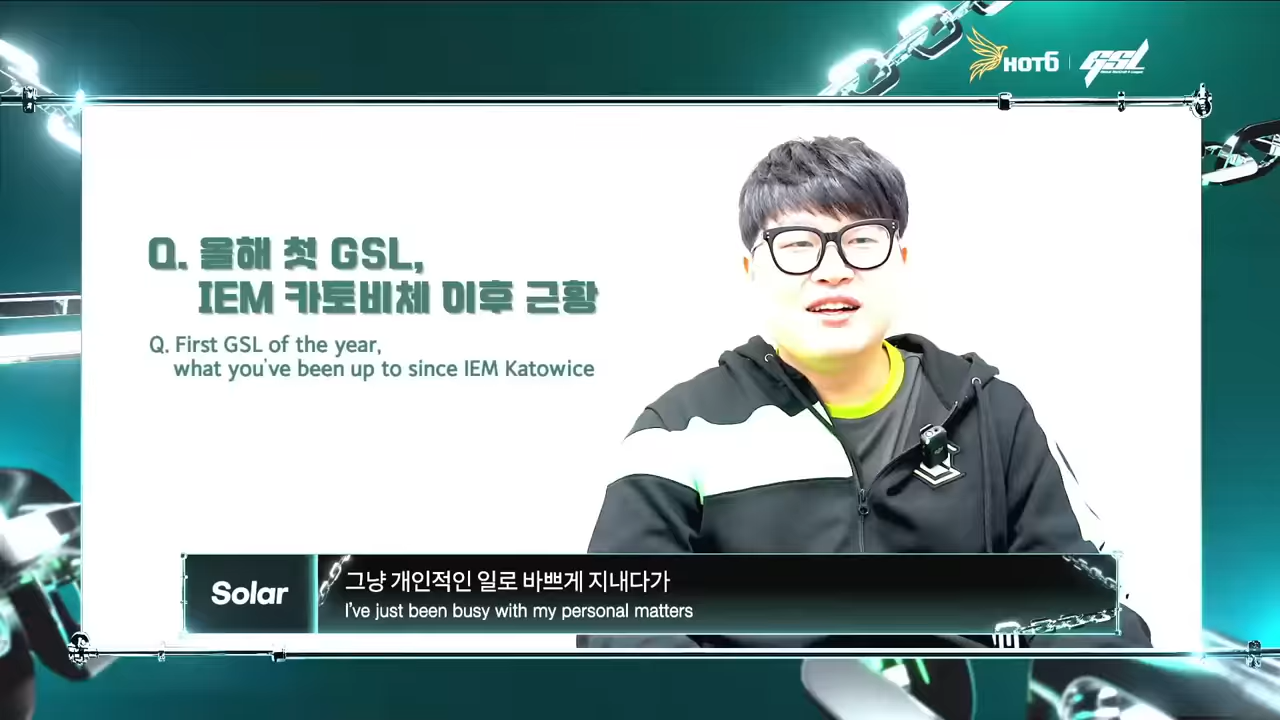 HOT6
GSL
Q. 올해 첫 GSL,
IEM 카토비체 이후 근황
Q. First GSL of the year,
what you've been up to since IEM Katowice
Solar
그냥 개인적인 일로 바쁘게 지내다가
I've just been busy with my personal matters